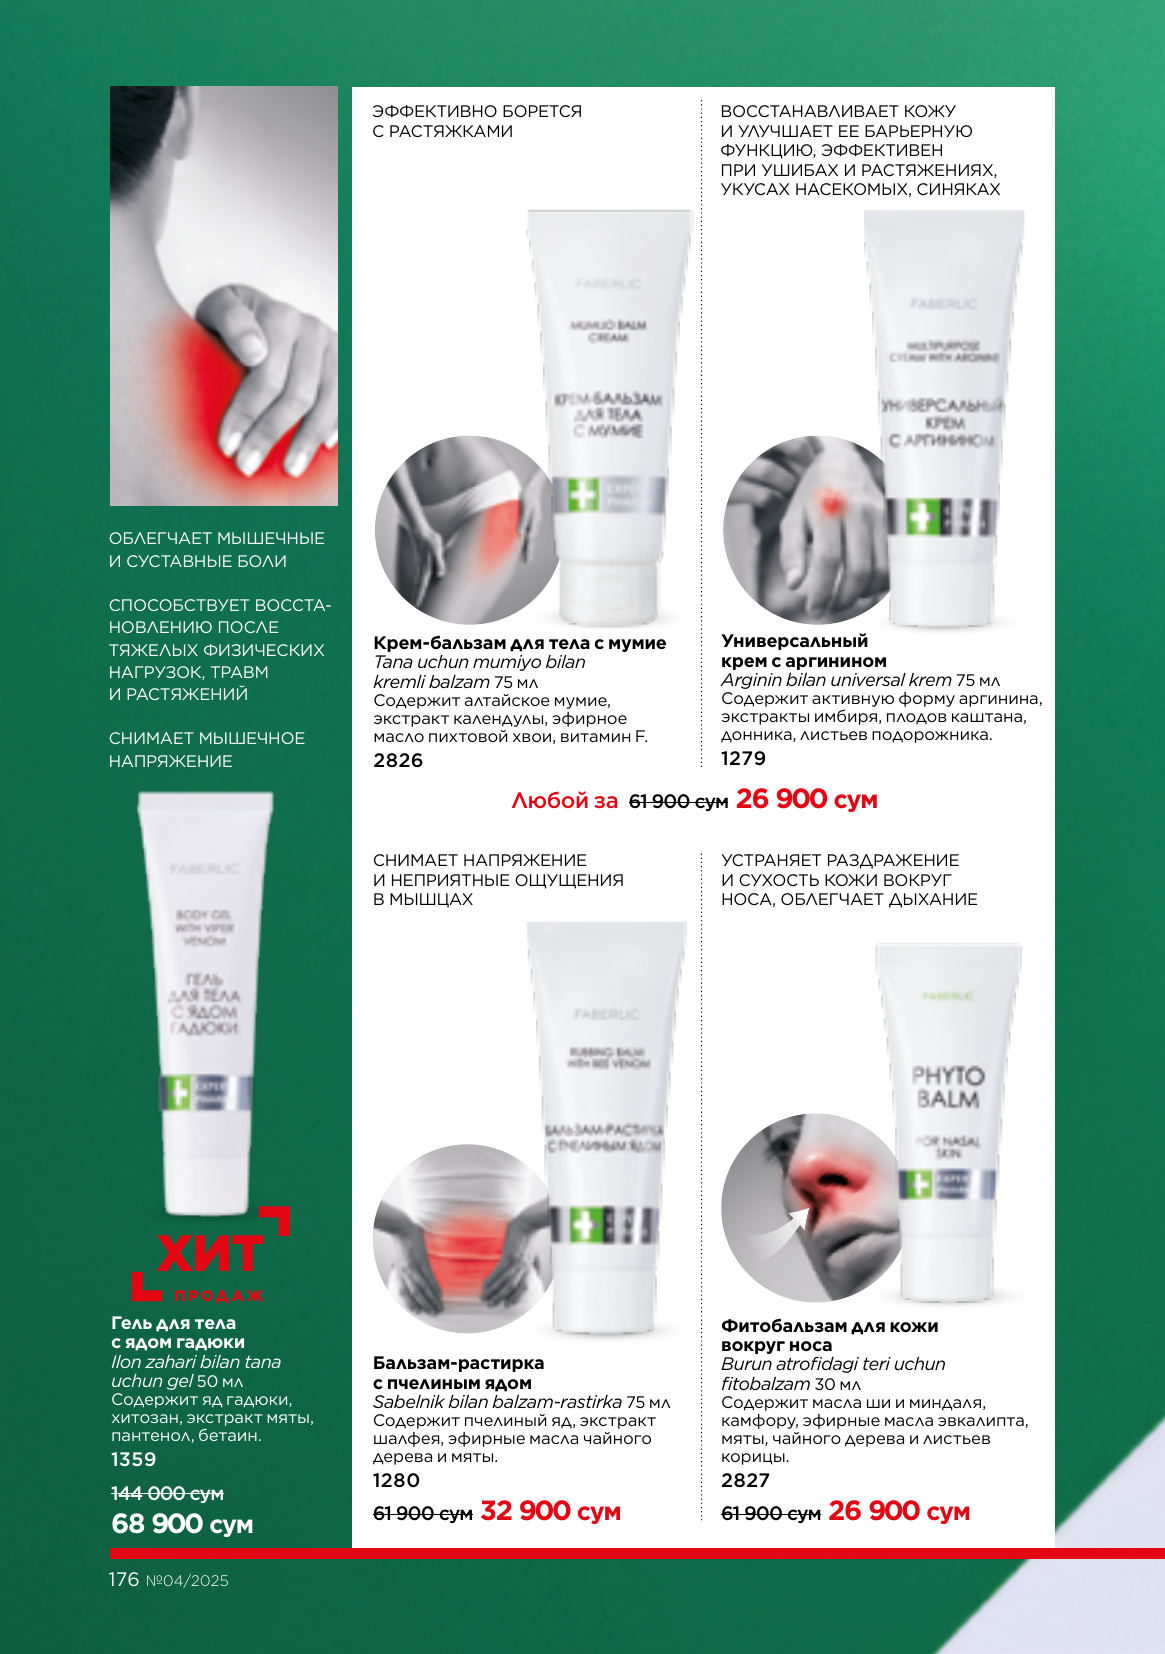 ОБЛЕГЧАЕТ МЫШЕЧНЫЕ
И СУСТАВНЫЕ БОЛИ
СПОСОБСТВУЕТ ВОССТА-
НОВЛЕНИЮ ПОСЛЕ
ТЯЖЕЛЫХ ФИЗИЧЕСКИХ
НАГРУЗОК, ТРАВМ
И РАСТЯЖЕНИЙ
СНИМАЕТ МЫШЕЧНОЕ
НАПРЯЖЕНИЕ
FABERLIC
BODY GEL
WITH VIPER
VENOM
ГЕЛЬ
ДЛЯ ТЕЛА
С ЯДОМ
ГАДЮКИ
EXPERT
ХИТ
ПРОДАЖ
Гель для тела
с ядом гадюки
Ilon zahari bilan tana
uchun gel 50 мл
Содержит яд гадюки,
хитозан, экстракт мяты,
пантенол, бетаин.
1359
144 000 сум
68 900 сум
ЭФФЕКТИВНО БОРЕТСЯ
С РАСТЯЖКАМИ
FABERLIC
MUMIJO BALM
CREAM
КРЕМ-БАЛЬЗАМ
ДЛЯ ТЕЛА
С МУМИЕ
Крем-бальзам для тела с мумие
Tana uchun mumiyo bilan
kremli balzam 75 мл
Содержит алтайское мумие,
экстракт календулы, эфирное
масло пихтовой хвои, витамин F.
2826
ВОССТАНАВЛИВАЕТ КОЖУ
И УЛУЧШАЕТ ЕЕ БАРЬЕРНУЮ
ФУНКЦИЮ, ЭФФЕКТИВЕН
ПРИ УШИБАХ И РАСТЯЖЕНИЯХ,
УКУСАХ НАСЕКОМЫХ, СИНЯКАХ
FABERLIC
MULTIPURPOSE
CREAM WITH ARGININE
УНИВЕРСАЛЬНЫЙ
КРЕМ
С АРГИНИНОМ
Универсальный
крем с аргинином
Arginin bilan universal krem 75 мл
Содержит активную форму аргинина,
экстракты имбиря, плодов каштана,
донника, листьев подорожника.
1279
Любой за 61 900 сум 26 900 сум
СНИМАЕТ НАПРЯЖЕНИЕ
И НЕПРИЯТНЫЕ ОЩУЩЕНИЯ
В МЫШЦАХ
FABERLIC
RUBBING BALM
WITH BEE VENOM
БАЛЬЗАМ-РАСТИРКА
С ПЧЕЛИНЫМ ЯДОМ
Бальзам-растирка
с пчелиным ядом
Sabelnik bilan balzam-rastirka 75 мл
Содержит пчелиный яд, экстракт
шалфея, эфирные масла чайного
дерева и мяты.
1280
61 900 сум 32 900 сум
УСТРАНЯЕТ РАЗДРАЖЕНИЕ
И СУХОСТЬ КОЖИ ВОКРУГ
НОСА, ОБЛЕГЧАЕТ ДЫХАНИЕ
FABERLIC
PHYTO
BALM
FOR NASAL
SKIN
Фитобальзам для кожи
вокруг носа
Burun atrofidagi teri uchun
fitobalzam 30 мл
Содержит масла ши и миндаля,
камфору, эфирные масла эвкалипта,
мяты, чайного дерева и листьев
корицы.
2827
61 900 сум 26 900 сум
176 №04/2025